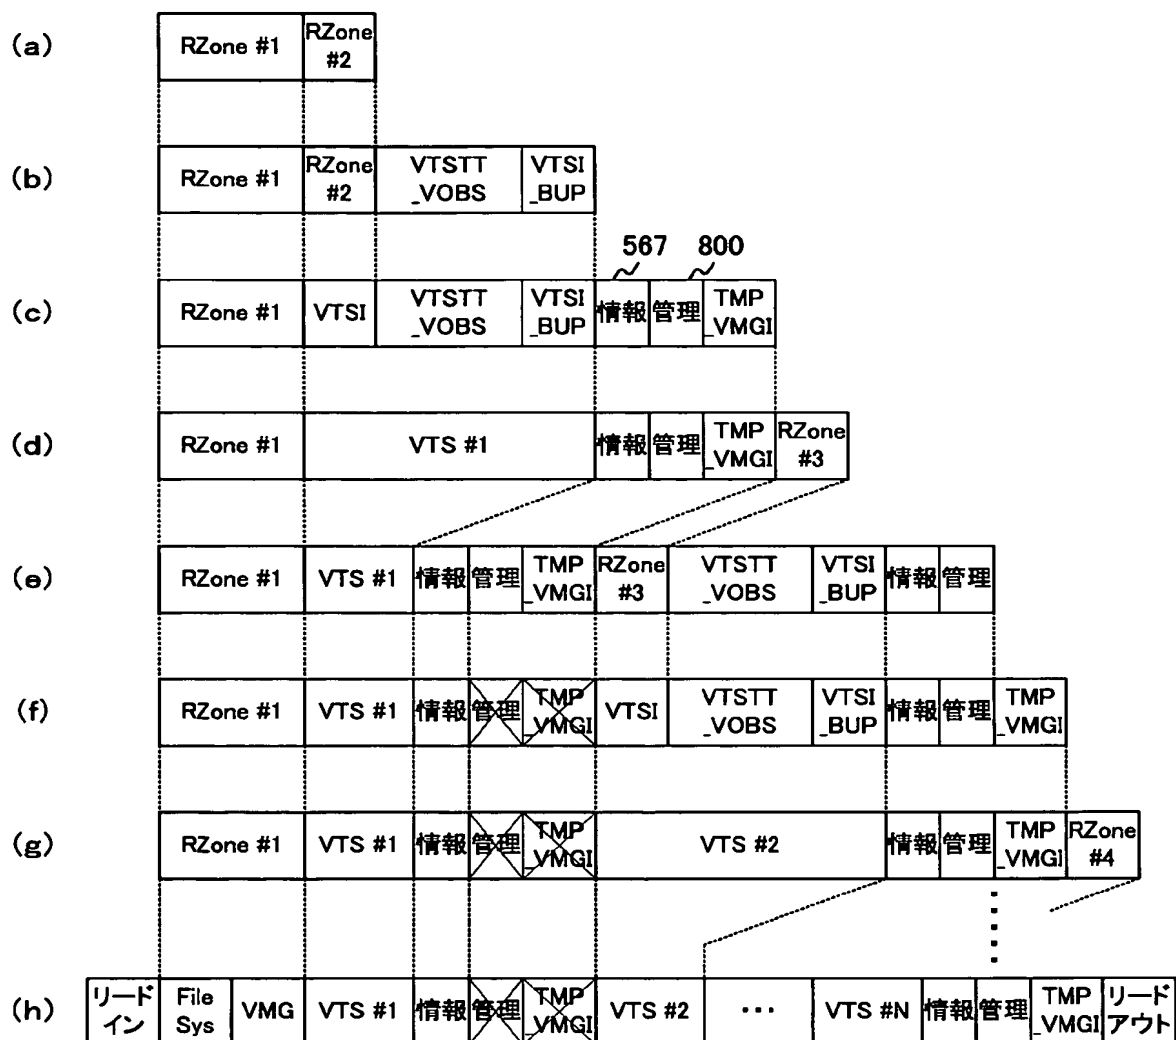 (a)
RZone #1
RZone
#2
(b)
RZone #1
RZone
#2
VTSTT
_VOBS
VTSI
_BUP
567
800
(c)
RZone #1
VTSI
VTSTT
_VOBS
VTSI
_BUP
情報
管理
TMP
_VMGI
(d)
RZone #1
VTS #1
情報
管理
TMP
_VMGI
RZone
#3
(e)
RZone #1
VTS #1
情報
管理
TMP
_VMGI
RZone
#3
VTSTT
_VOBS
VTSI
_BUP
情報
管理
(f)
RZone #1
VTS #1
情報
管理
TMP
_VMGI
VTSI
VTSTT
_VOBS
VTSI
_BUP
情報
管理
TMP
_VMGI
(g)
RZone #1
VTS #1
情報
管理
TMP
_VMGI
VTS #2
情報
管理
TMP
_VMGI
RZone
#4
(h)
リード
イン
File
Sys
VMG
VTS #1
情報
管理
TMP
_VMGI
VTS #2
...
VTS #N
情報
管理
TMP
_VMGI
リード
アウト